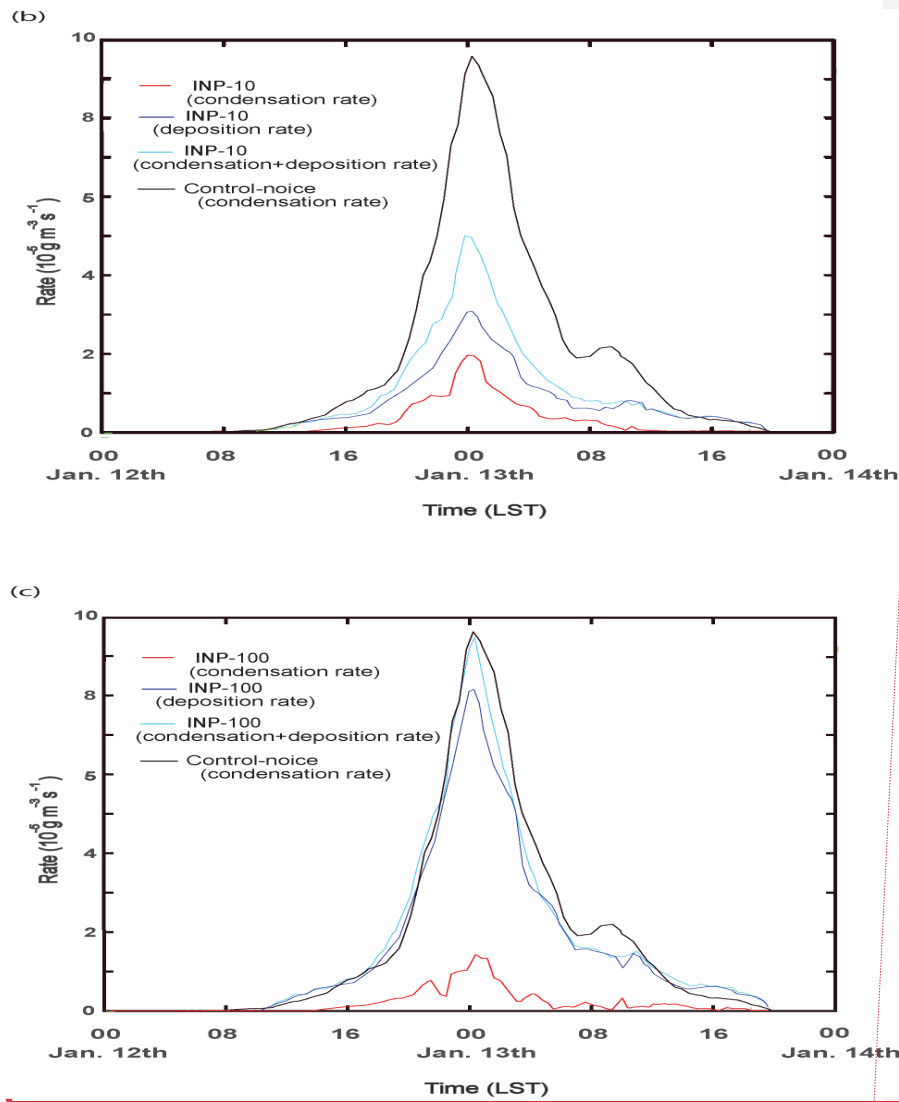 (b)
10
8
5
4
2
0
Rate (10⁻⁵ g m⁻³ s⁻¹)
INP-10
(condensation rate)
INP-10
(deposition rate)
INP-10
(condensation+deposition rate)
Control-noice
(condensation rate)
00 08 16 00 08 16 00
Jan. 12th Jan. 13th Jan. 14th
Time (LST)
(c)
10
8
5
4
2
0
Rate (10⁻⁵ g m⁻³ s⁻¹)
INP-100
(condensation rate)
INP-100
(deposition rate)
INP-100
(condensation+deposition rate)
Control-noice
(condensation rate)
00 08 16 00 08 16 00
Jan. 12th Jan. 13th Jan. 14th
Time (LST)